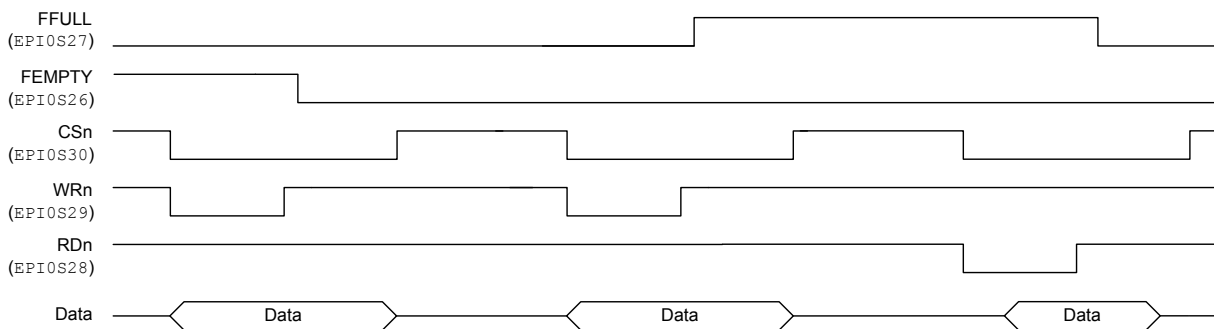 FFULL
(EPI0S27)
FEMPTY
(EPI0S26)
CSn
(EPI0S30)
WRn
(EPI0S29)
RDn
(EPI0S28)
Data Data Data Data